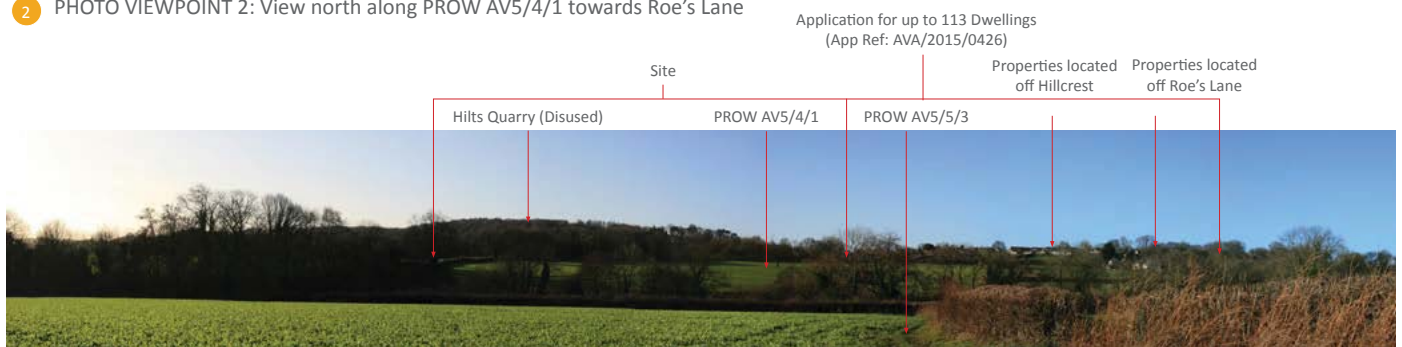 2 PHOTO VIEWPOINT 2: View north along PROW AV5/4/1 towards Roe's Lane
Application for up to 113 Dwellings
(App Ref: AVA/2015/0426)
Site
Properties located
off Hillcrest
Properties located
off Roe's Lane
Hilts Quarry (Disused)
PROW AV5/4/1
PROW AV5/5/3